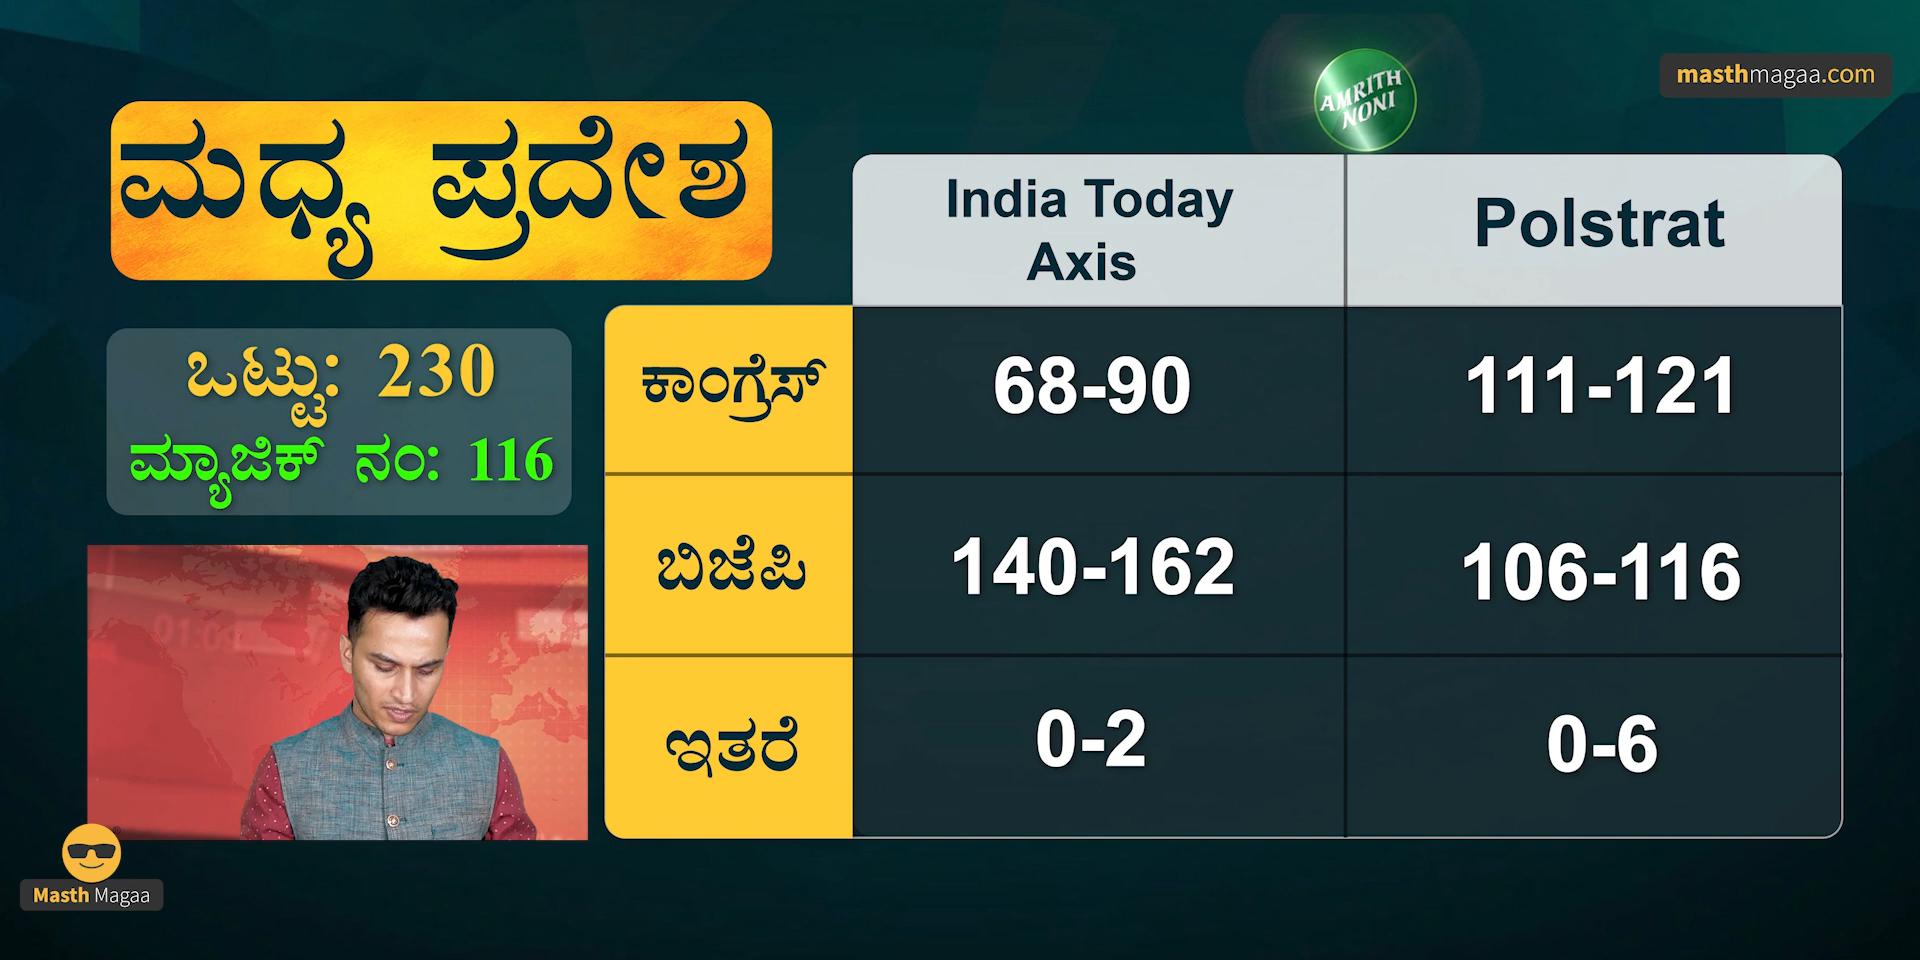 masthmagaa.com
AMRITH
NONI
ಮಧ್ಯ ಪ್ರದೇಶ
India Today
Axis
Polstrat
ಒಟ್ಟು: 230
ಮ್ಯಾಜಿಕ್ ನಂ: 116
ಕಾಂಗ್ರೆಸ್ 68-90 111-121
ಬಿಜೆಪಿ 140-162 106-116
ಇತರೆ 0-2 0-6
Masth Magaa